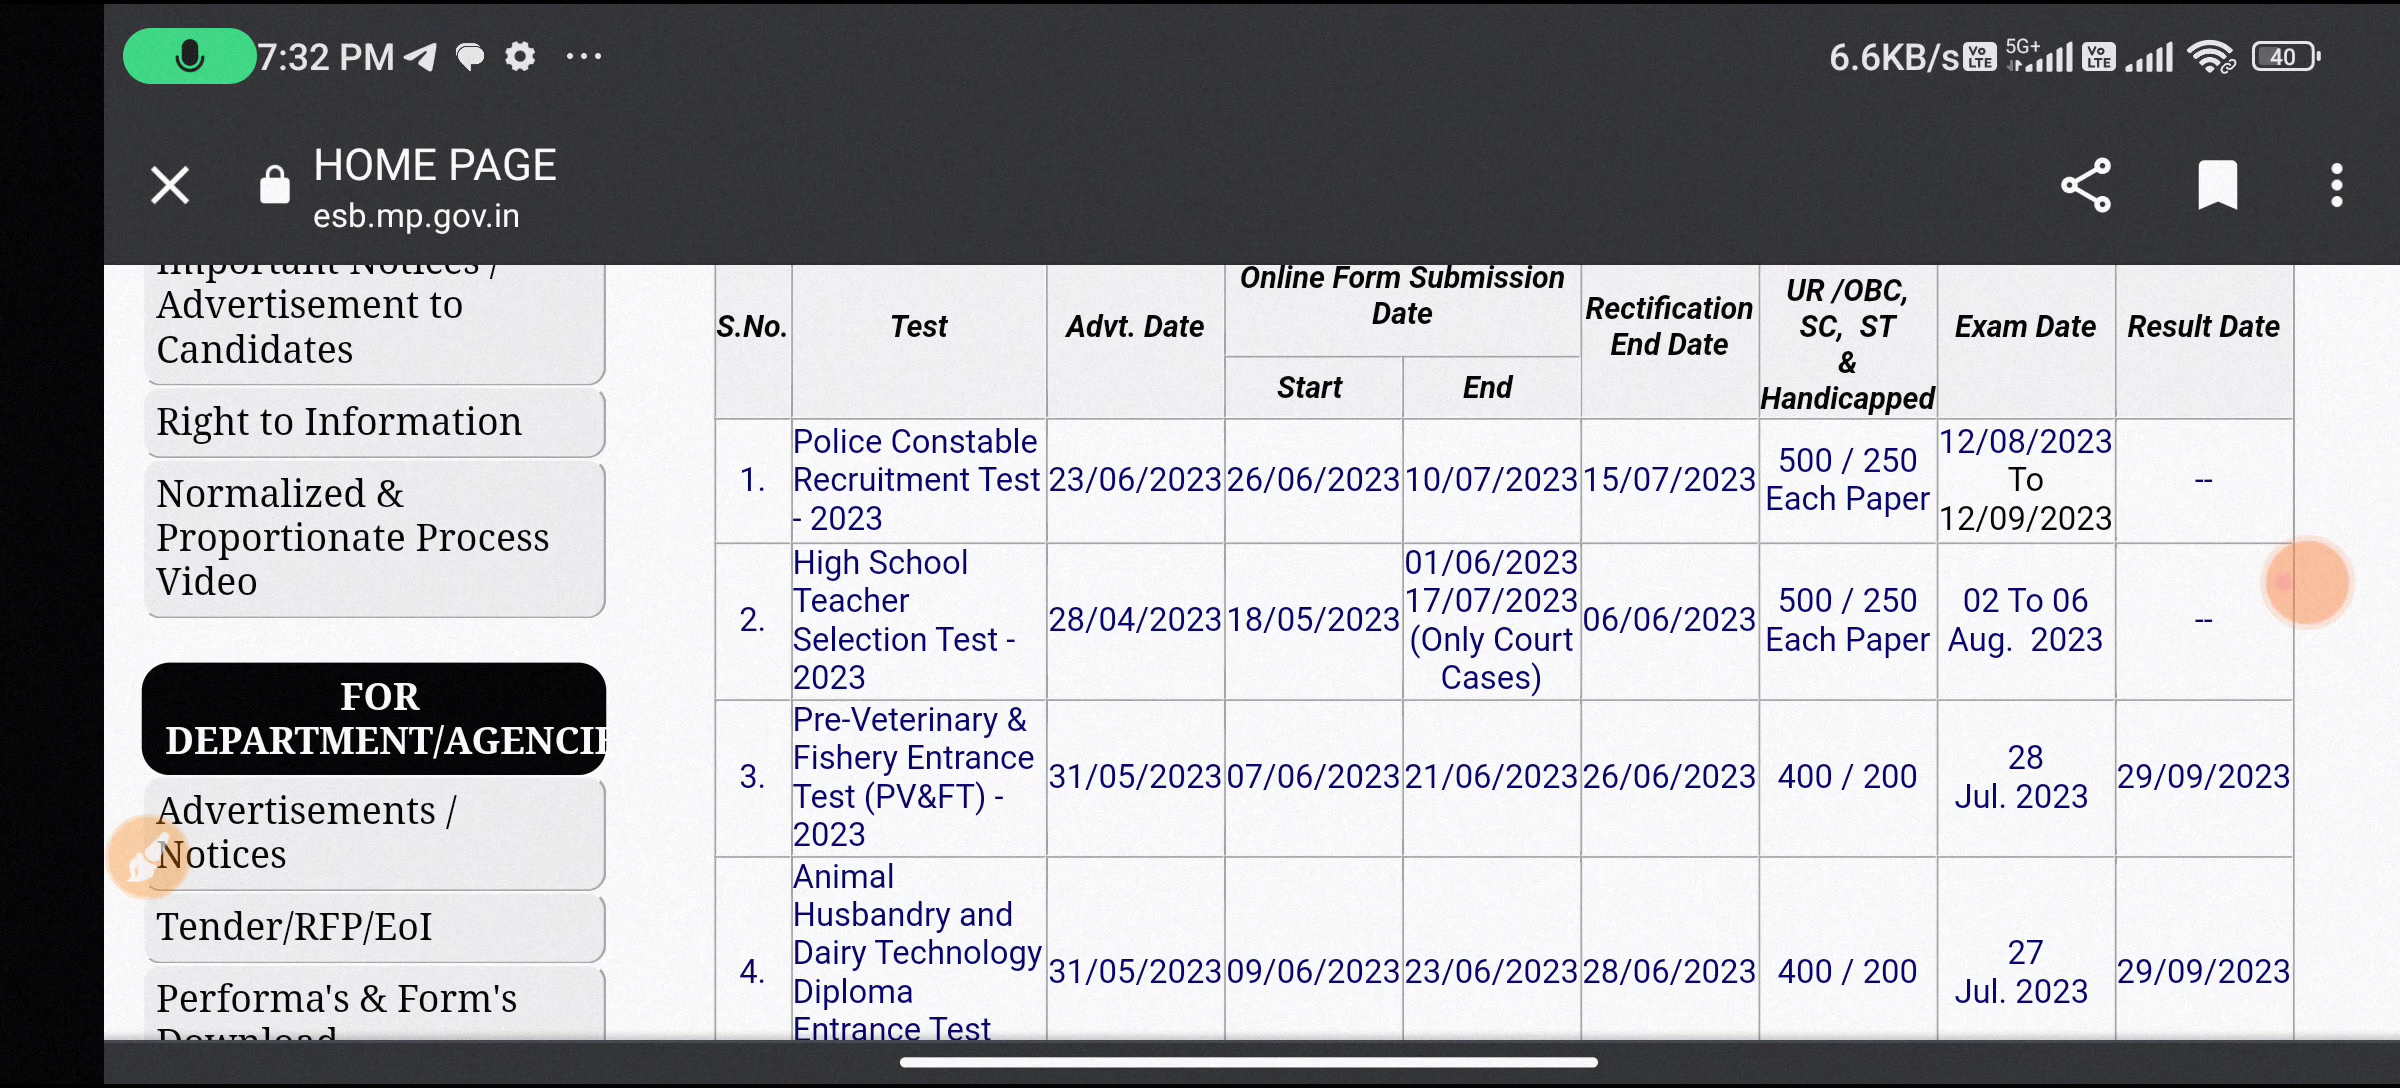 7:32 PM
6.6KB/s Vo LTE 5G+ Vo LTE 40
HOME PAGE
esb.mp.gov.in
Important Notices /
Advertisement to
Candidates
Right to Information
Normalized &
Proportionate Process
Video
FOR
DEPARTMENT/AGENCIE
Advertisements /
Notices
Tender/RFP/EoI
Performa's & Form's
Download
S.No.
Test
Advt. Date
Online Form Submission
Date
Start
End
Rectification
End Date
UR /OBC,
SC, ST
&
Handicapped
Exam Date
Result Date
1.
Police Constable
Recruitment Test
- 2023
23/06/2023
26/06/2023
10/07/2023
15/07/2023
500 / 250
Each Paper
12/08/2023
To
12/09/2023
--
2.
High School
Teacher
Selection Test -
2023
28/04/2023
18/05/2023
01/06/2023
17/07/2023
(Only Court
Cases)
06/06/2023
500 / 250
Each Paper
02 To 06
Aug. 2023
--
3.
Pre-Veterinary &
Fishery Entrance
Test (PV&FT) -
2023
31/05/2023
07/06/2023
21/06/2023
26/06/2023
400 / 200
28
Jul. 2023
29/09/2023
4.
Animal
Husbandry and
Dairy Technology
Diploma
Entrance Test
31/05/2023
09/06/2023
23/06/2023
28/06/2023
400 / 200
27
Jul. 2023
29/09/2023